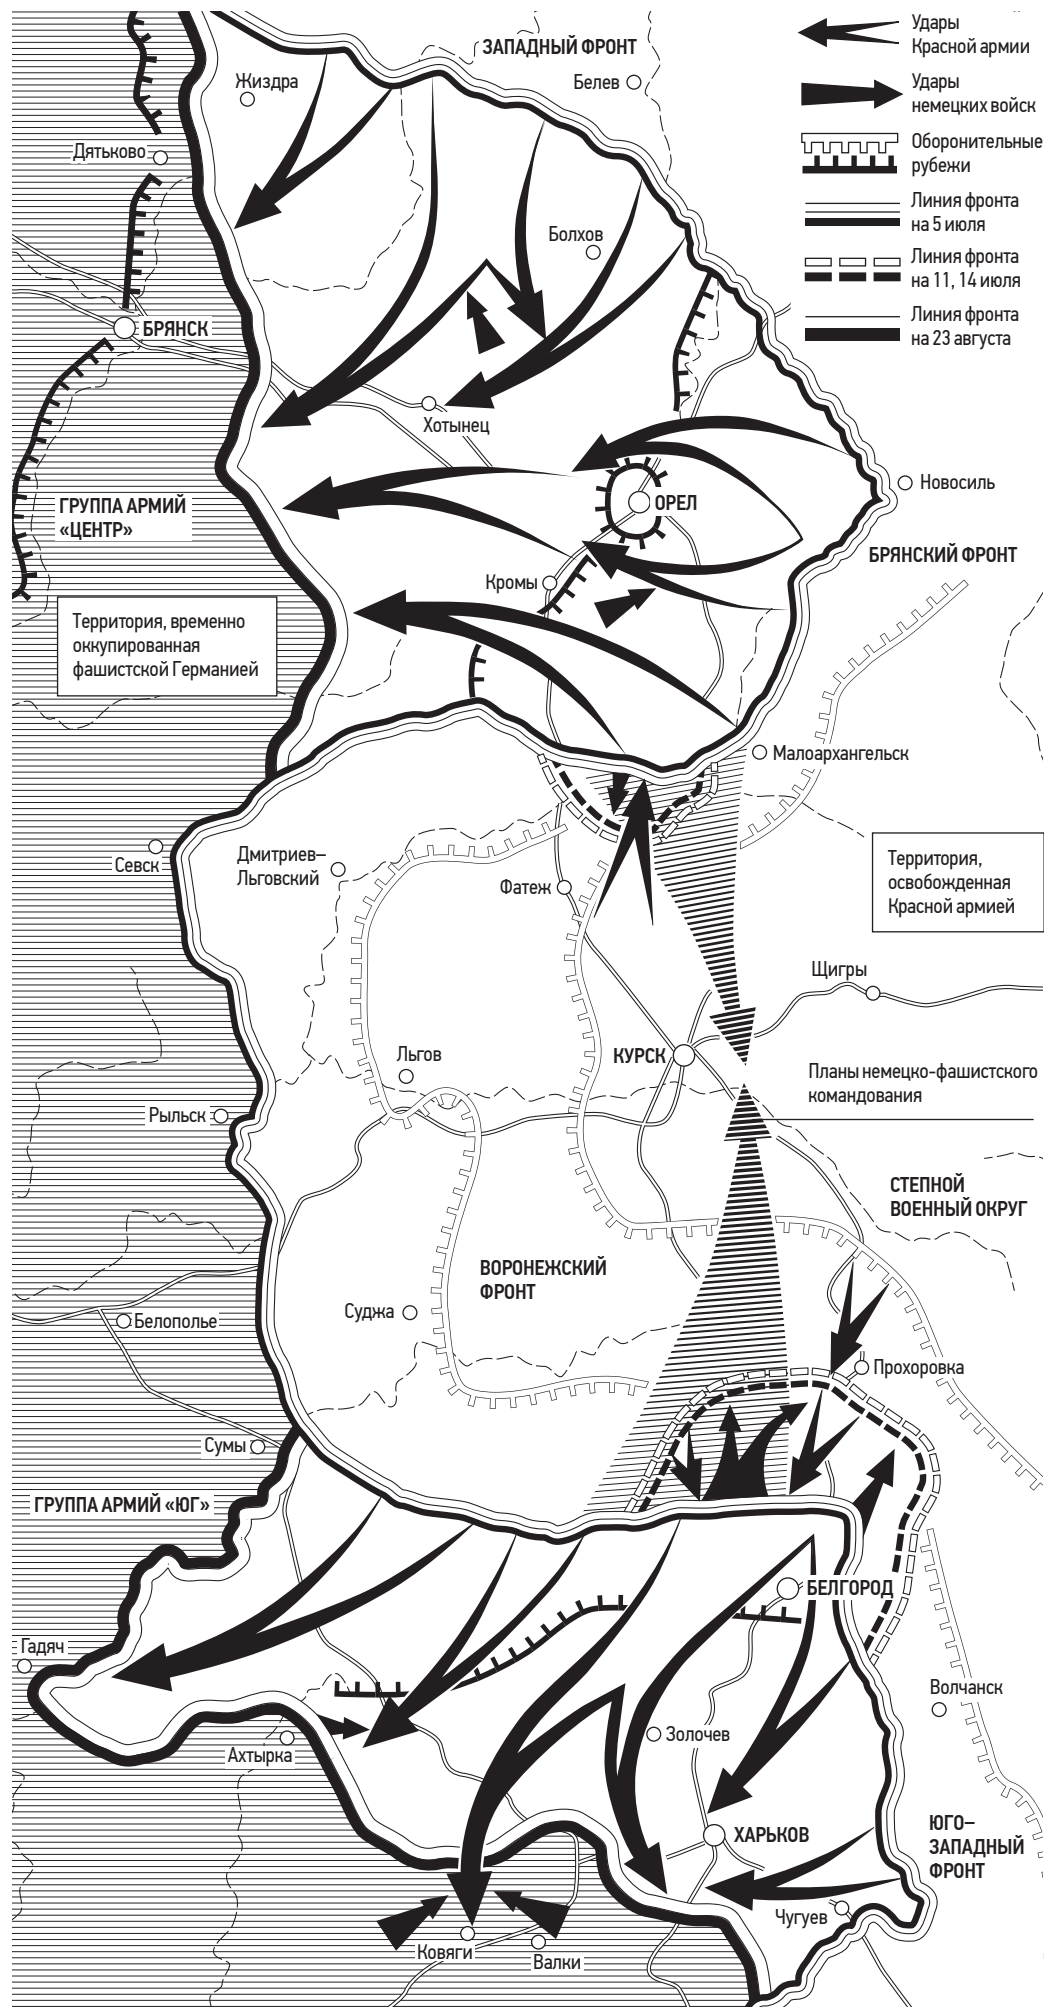 ЗАПАДНЫЙ ФРОНТ
Удары
Красной армии
Удары
немецких войск
Оборонительные
рубежи
Линия фронта
на 5 июля
Линия фронта
на 11, 14 июля
Линия фронта
на 23 августа
Жиздра
Белев
Дятьково
Болхов
БРЯНСК
Хотынец
Новосиль
ГРУППА АРМИЙ
«ЦЕНТР»
ОРЕЛ
БРЯНСКИЙ ФРОНТ
Кромы
Территория, временно
оккупированная
фашистской Германией
Малоархангельск
Севск
Дмитриев–
Льговский
Фатеж
Территория,
освобожденная
Красной армией
Щигры
Льгов
КУРСК
Планы немецко-фашистского
командования
Рыльск
СТЕПНОЙ
ВОЕННЫЙ ОКРУГ
ВОРОНЕЖСКИЙ
ФРОНТ
Суджа
Белополье
Прохоровка
Сумы
ГРУППА АРМИЙ «ЮГ»
БЕЛГОРОД
Гадяч
Волчанск
Ахтырка
Золочев
ХАРЬКОВ
ЮГО–
ЗАПАДНЫЙ
ФРОНТ
Чугуев
Ковяги
Валки